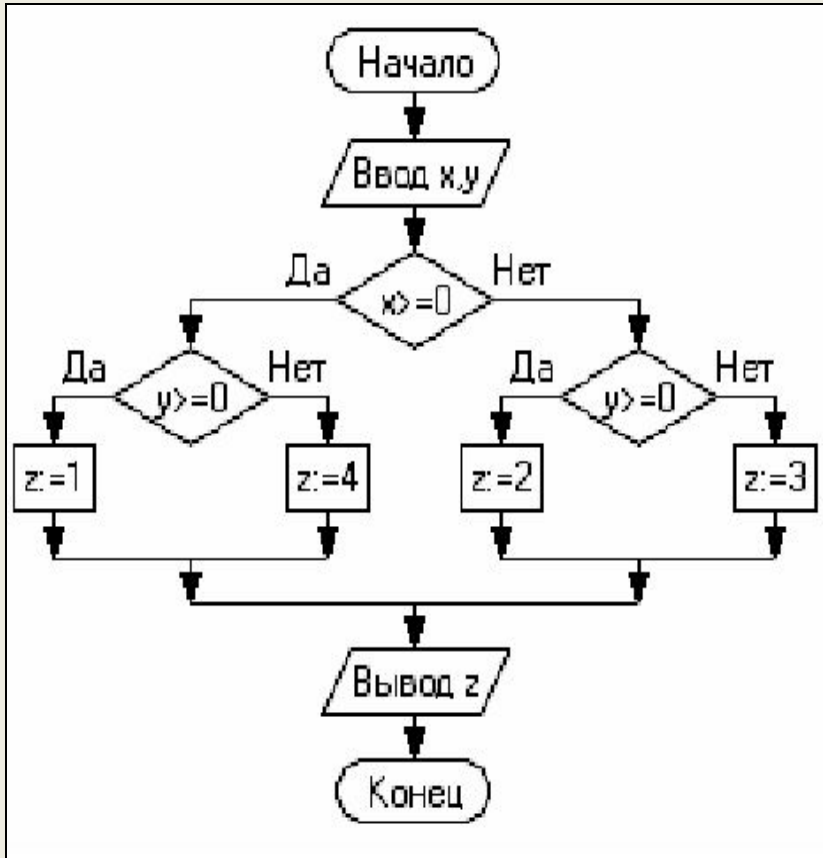 Начало
Ввод x,y
Да Нет
x>=0
Да Нет Да Нет
y>=0 y>=0
z:=1 z:=4 z:=2 z:=3
Вывод z
Конец